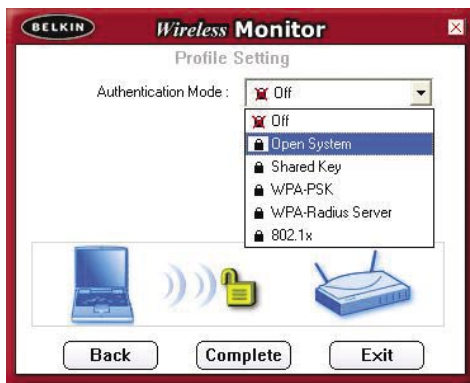 BELKIN Wireless Monitor
Profile Setting
Authentication Mode : Off
Off
Open System
Shared Key
WPA-PSK
WPA-Radius Server
802.1x
Back Complete Exit